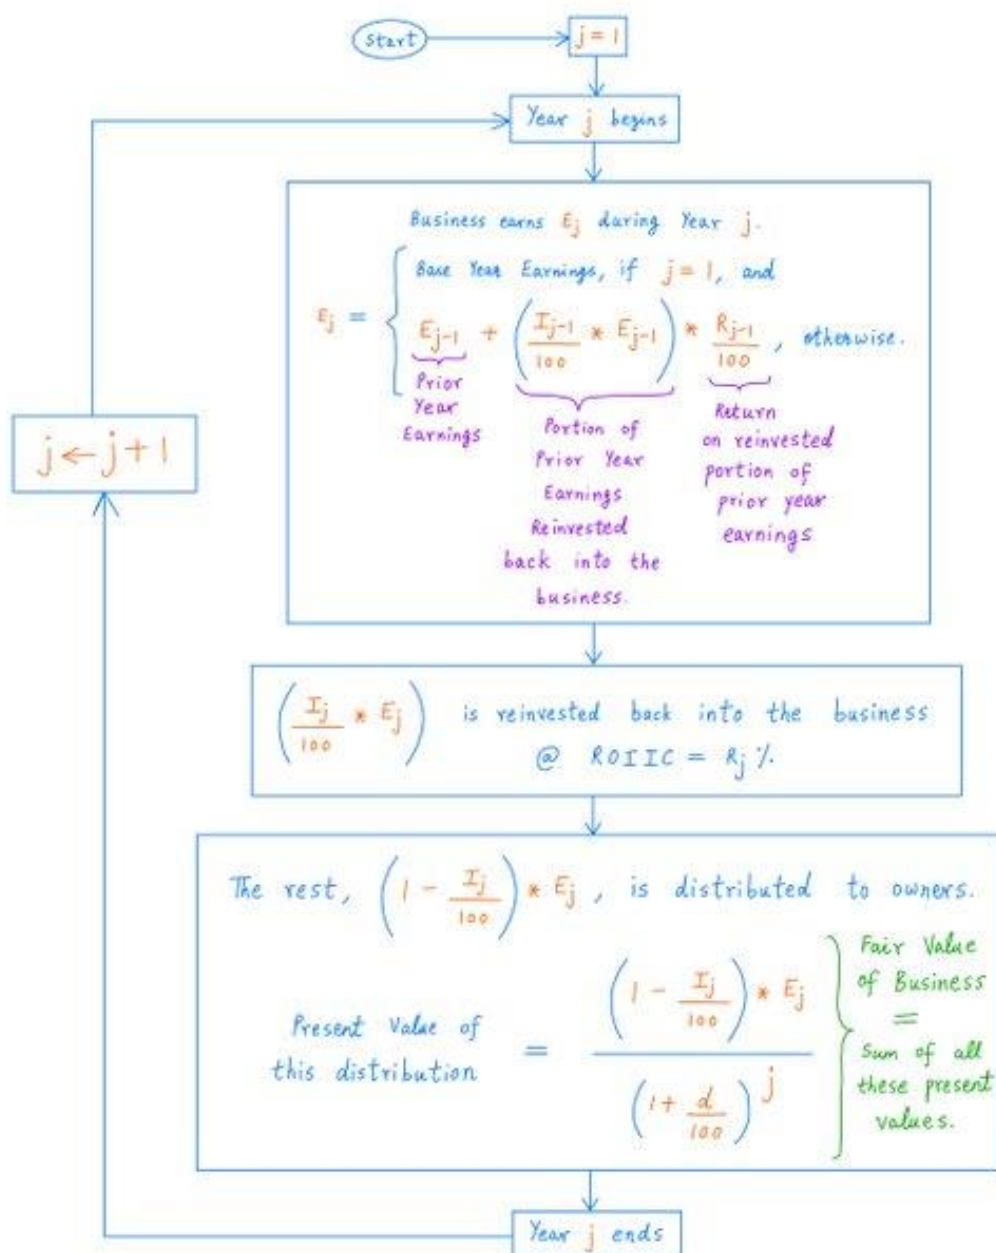 start
j = 1
Year j begins
Business earns Ej during Year j.
Ej = { Base Year Earnings, if j = 1, and
Ej-1 + (Ij-1/100 * Ej-1) * Rj-1/100, otherwise.
Prior
Year
Earnings
Portion of
Prior Year
Earnings
Reinvested
back into the
business.
Return
on reinvested
portion of
prior year
earnings
j ← j + 1
(Ij/100 * Ej) is reinvested back into the business
@ ROIIC = Rj %.
The rest, (1 - Ij/100) * Ej, is distributed to owners.
Present Value of
this distribution
= (1 - Ij/100) * Ej / (1 + d/100)^j
Fair Value
of Business
=
Sum of all
these present
values.
Year j ends